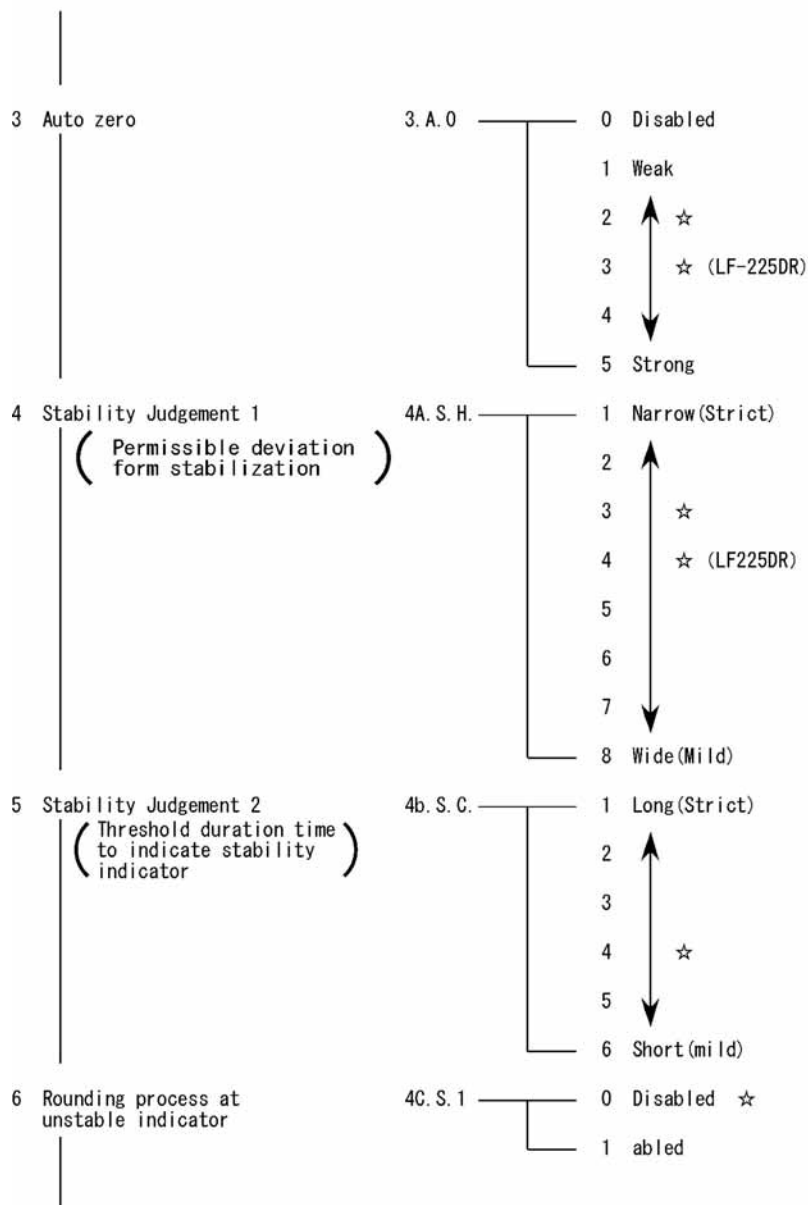 3 Auto zero 3.A.0 0 Disabled
1 Weak
2 ☆
3 ☆ (LF-225DR)
4
5 Strong
4 Stability Judgement 1 4A.S.H. 1 Narrow(Strict)
(Permissible deviation
form stabilization)
2
3 ☆
4 ☆ (LF225DR)
5
6
7
8 Wide(Mild)
5 Stability Judgement 2 4b.S.C. 1 Long(Strict)
(Threshold duration time
to indicate stability
indicator)
2
3
4 ☆
5
6 Short(mild)
6 Rounding process at
unstable indicator
4C.S.1 0 Disabled ☆
1 abled